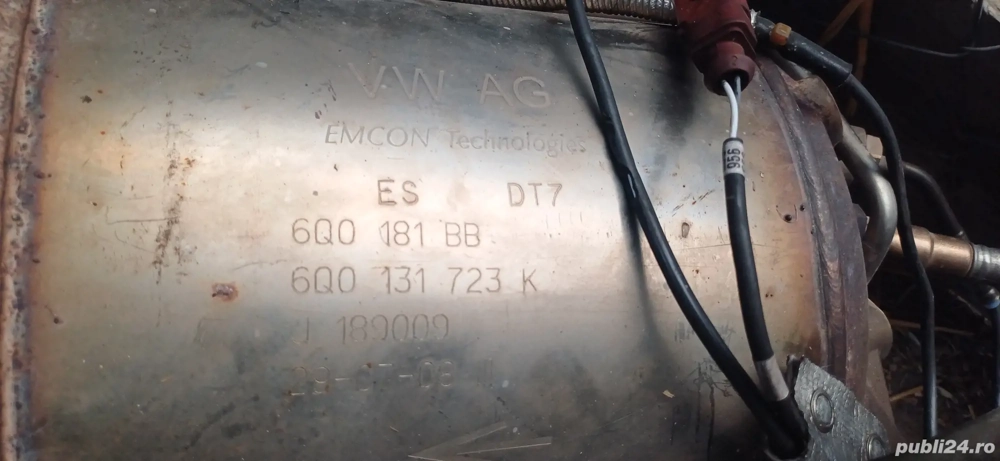 VW AG
EMCON Technologies
ES DT7
6Q0 181 BB
6Q0 131 723 K
J 189009
956
publi24.ro